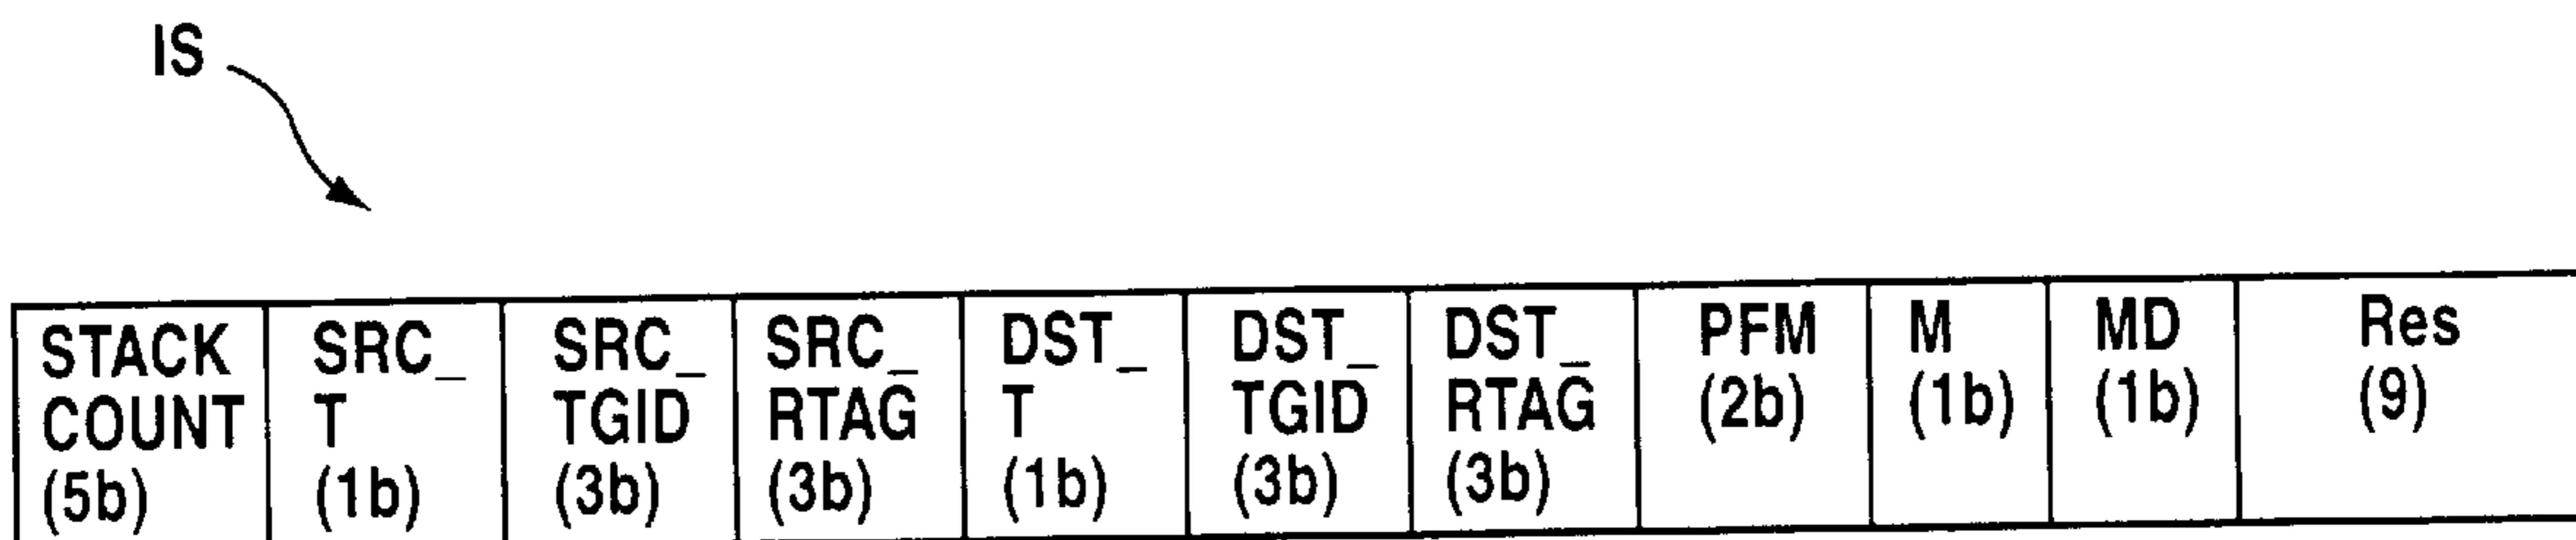 IS
STACK COUNT (5b)
SRC_ T (1b)
SRC_ TGID (3b)
SRC_ RTAG (3b)
DST_ T (1b)
DST_ TGID (3b)
DST_ RTAG (3b)
PFM (2b)
M (1b)
MD (1b)
Res (9)